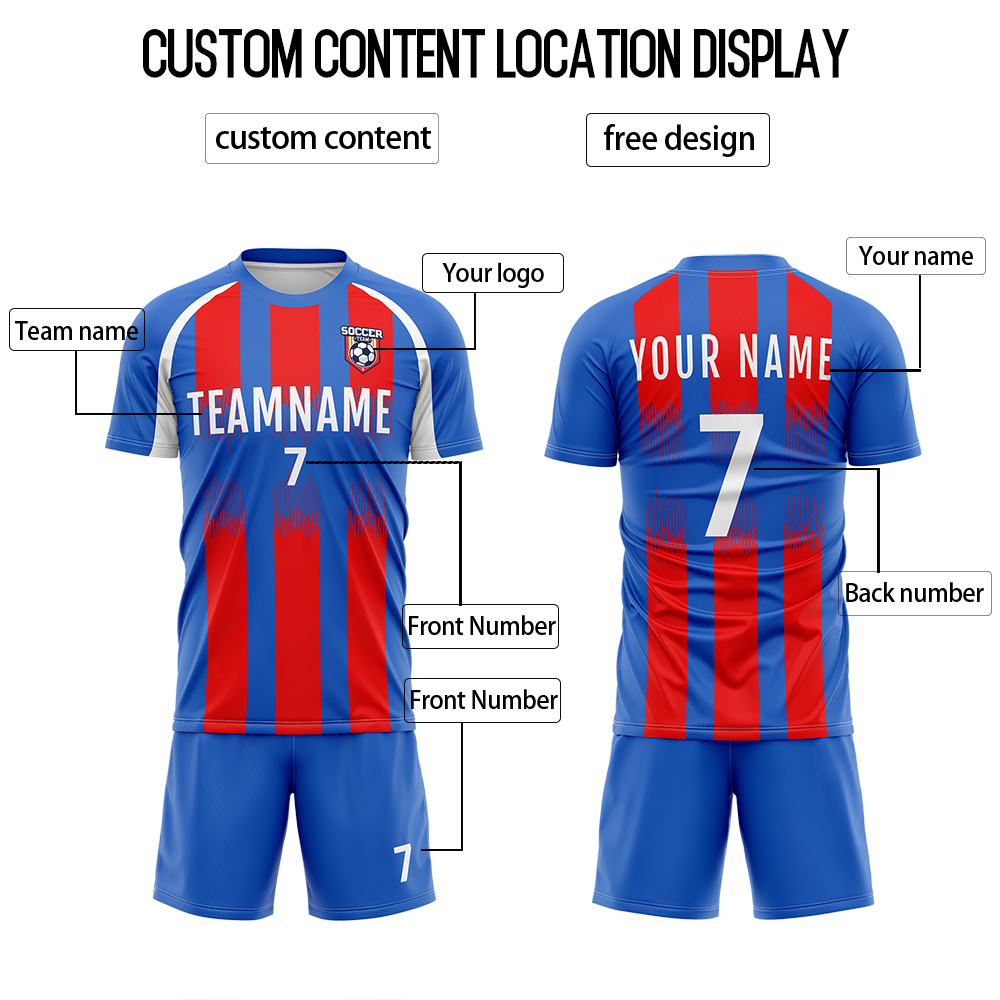 CUSTOM CONTENT LOCATION DISPLAY
custom content
free design
Your name
Your logo
Team name
SOCCER
TEAM
YOUR NAME
TEAMNAME
7
7
Back number
Front Number
Front Number
7